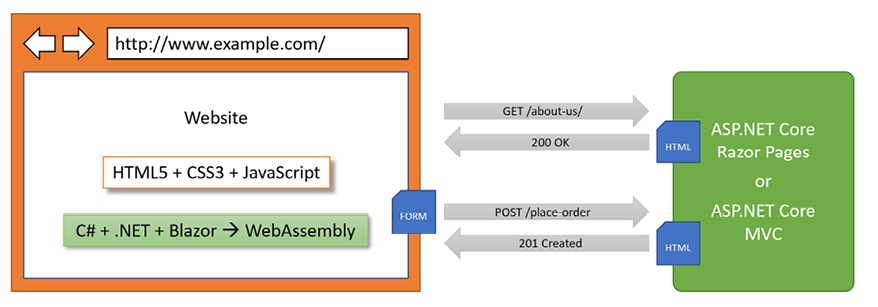 http://www.example.com/
Website
HTML5 + CSS3 + JavaScript
C# + .NET + Blazor → WebAssembly
FORM
GET /about-us/
200 OK
POST /place-order
201 Created
HTML
HTML
ASP.NET Core
Razor Pages
or
ASP.NET Core
MVC